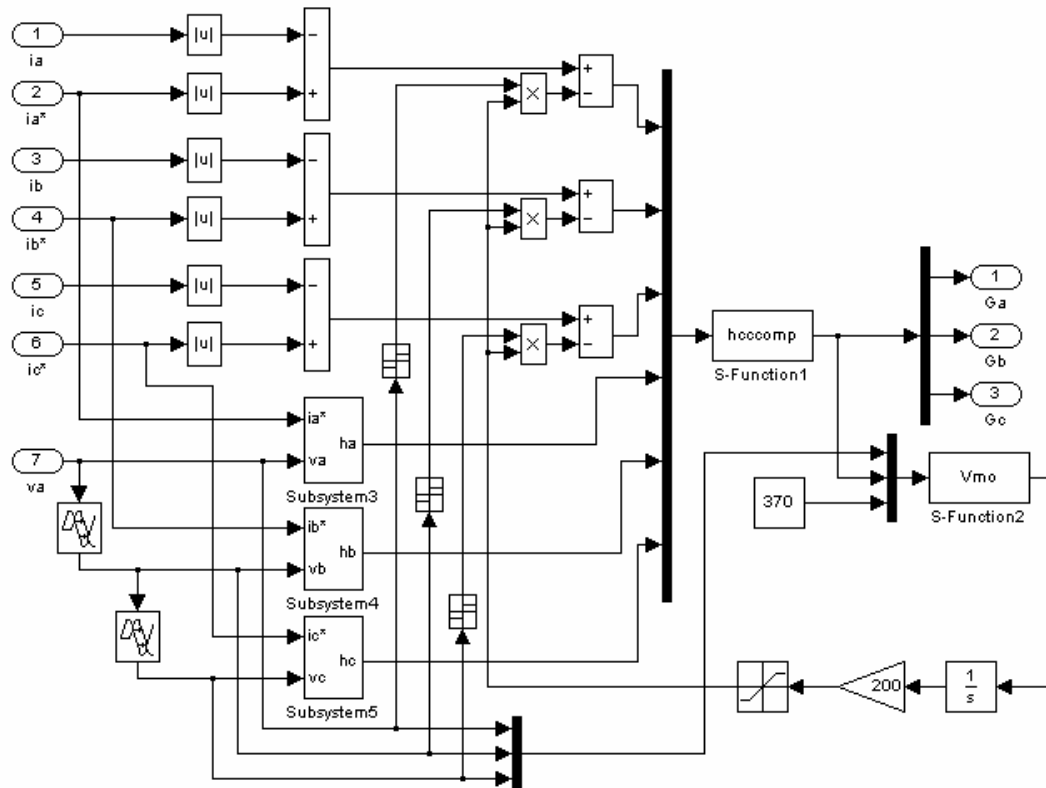 1
ia
|u|
−
2
ia*
|u|
+
+
−
×
3
ib
|u|
−
4
ib*
|u|
+
+
−
×
5
ic
|u|
−
6
ic*
|u|
+
+
−
×
hcccomp
S-Function1
1
Ga
2
Gb
3
Gc
ia*
va
ha
Subsystem3
7
va
ib*
vb
hb
Subsystem4
ic*
vc
hc
Subsystem5
370
Vmo
S-Function2
200
1
s